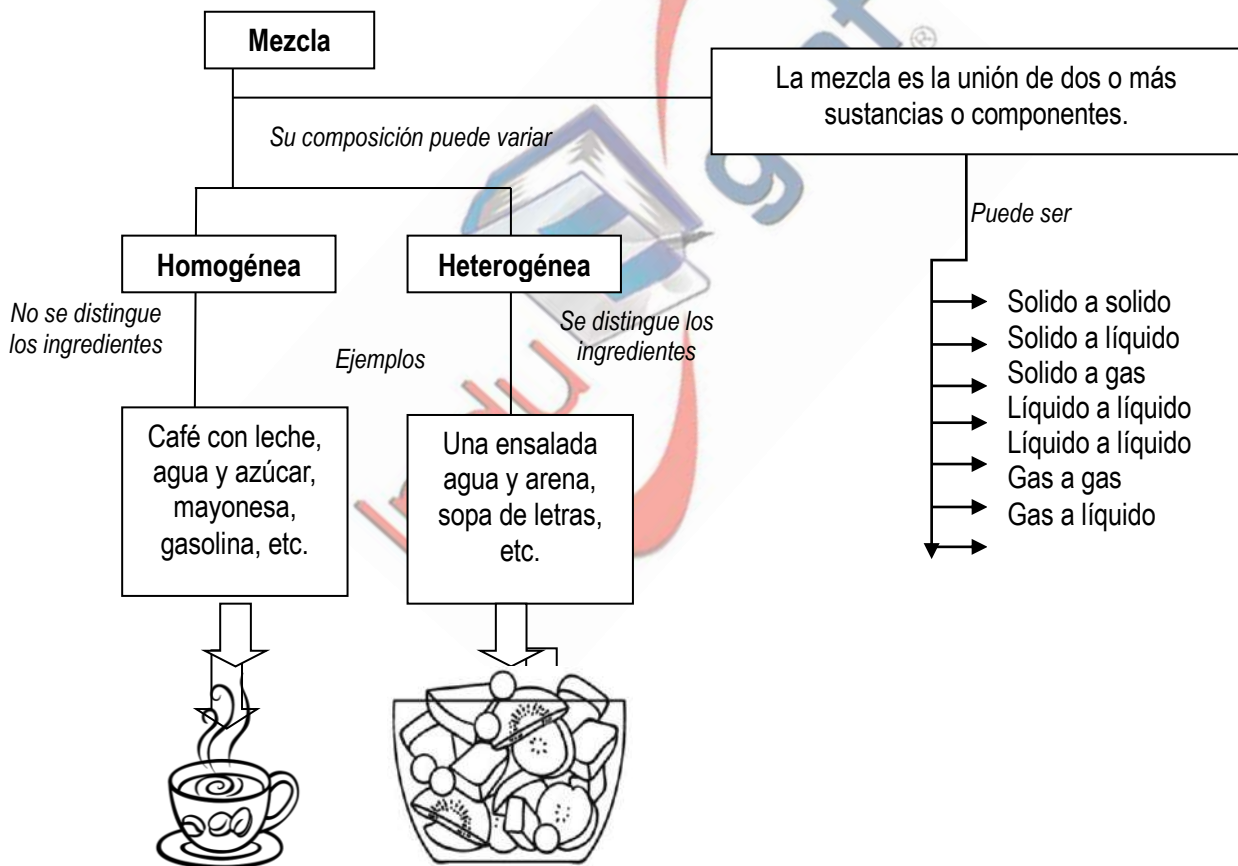 Mezcla
La mezcla es la unión de dos o más
sustancias o componentes.
Su composición puede variar
Puede ser
Homogénea
Heterogénea
No se distingue
los ingredientes
Ejemplos
Se distingue los
ingredientes
Solido a solido
Solido a líquido
Solido a gas
Líquido a líquido
Líquido a líquido
Gas a gas
Gas a líquido
Café con leche,
agua y azúcar,
mayonesa,
gasolina, etc.
Una ensalada
agua y arena,
sopa de letras,
etc.